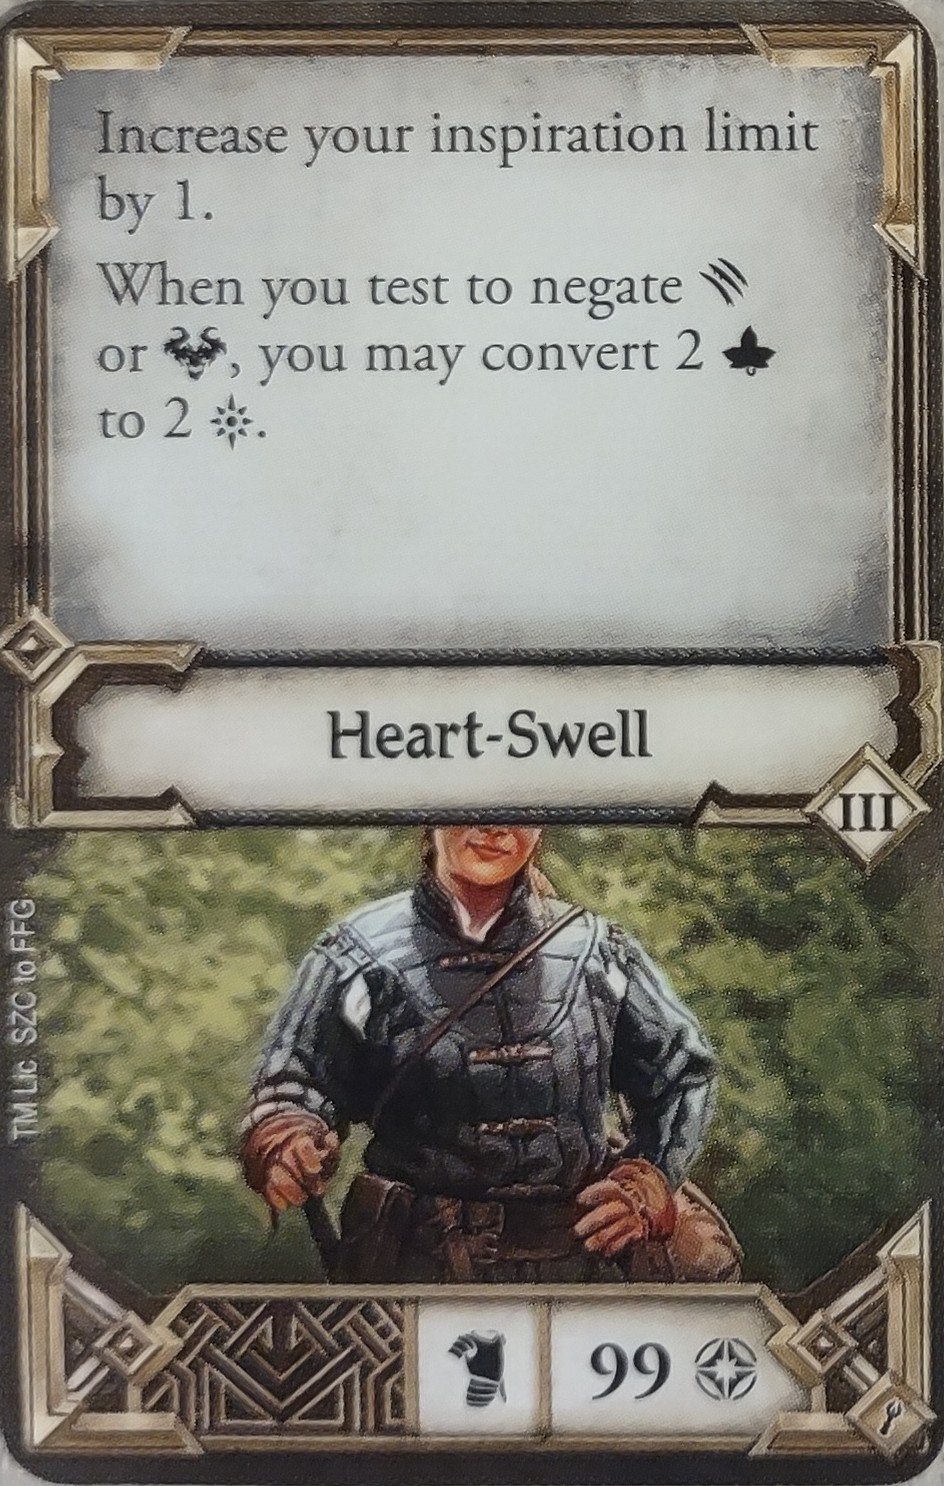 Increase your inspiration limit
by 1.
When you test to negate
or , you may convert 2
to 2 .
Heart-Swell
III
TM Lic. SZC to FFG
99